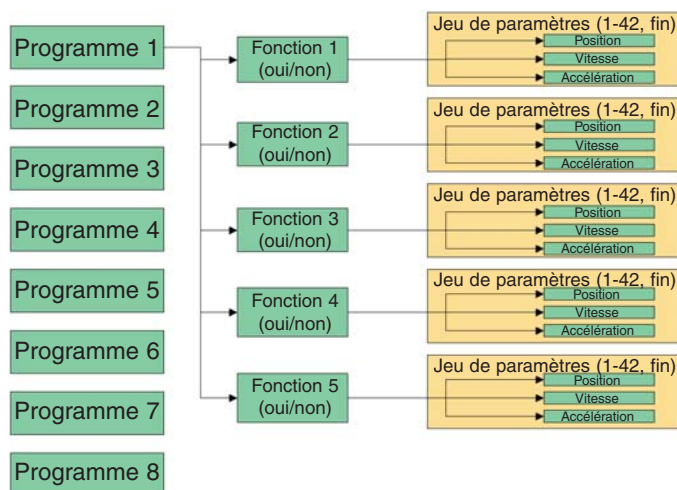 Programme 1
Programme 2
Programme 3
Programme 4
Programme 5
Programme 6
Programme 7
Programme 8
Fonction 1
(oui/non)
Fonction 2
(oui/non)
Fonction 3
(oui/non)
Fonction 4
(oui/non)
Fonction 5
(oui/non)
Jeu de paramètres (1-42, fin)
Position
Vitesse
Accélération
Jeu de paramètres (1-42, fin)
Position
Vitesse
Accélération
Jeu de paramètres (1-42, fin)
Position
Vitesse
Accélération
Jeu de paramètres (1-42, fin)
Position
Vitesse
Accélération
Jeu de paramètres (1-42, fin)
Position
Vitesse
Accélération